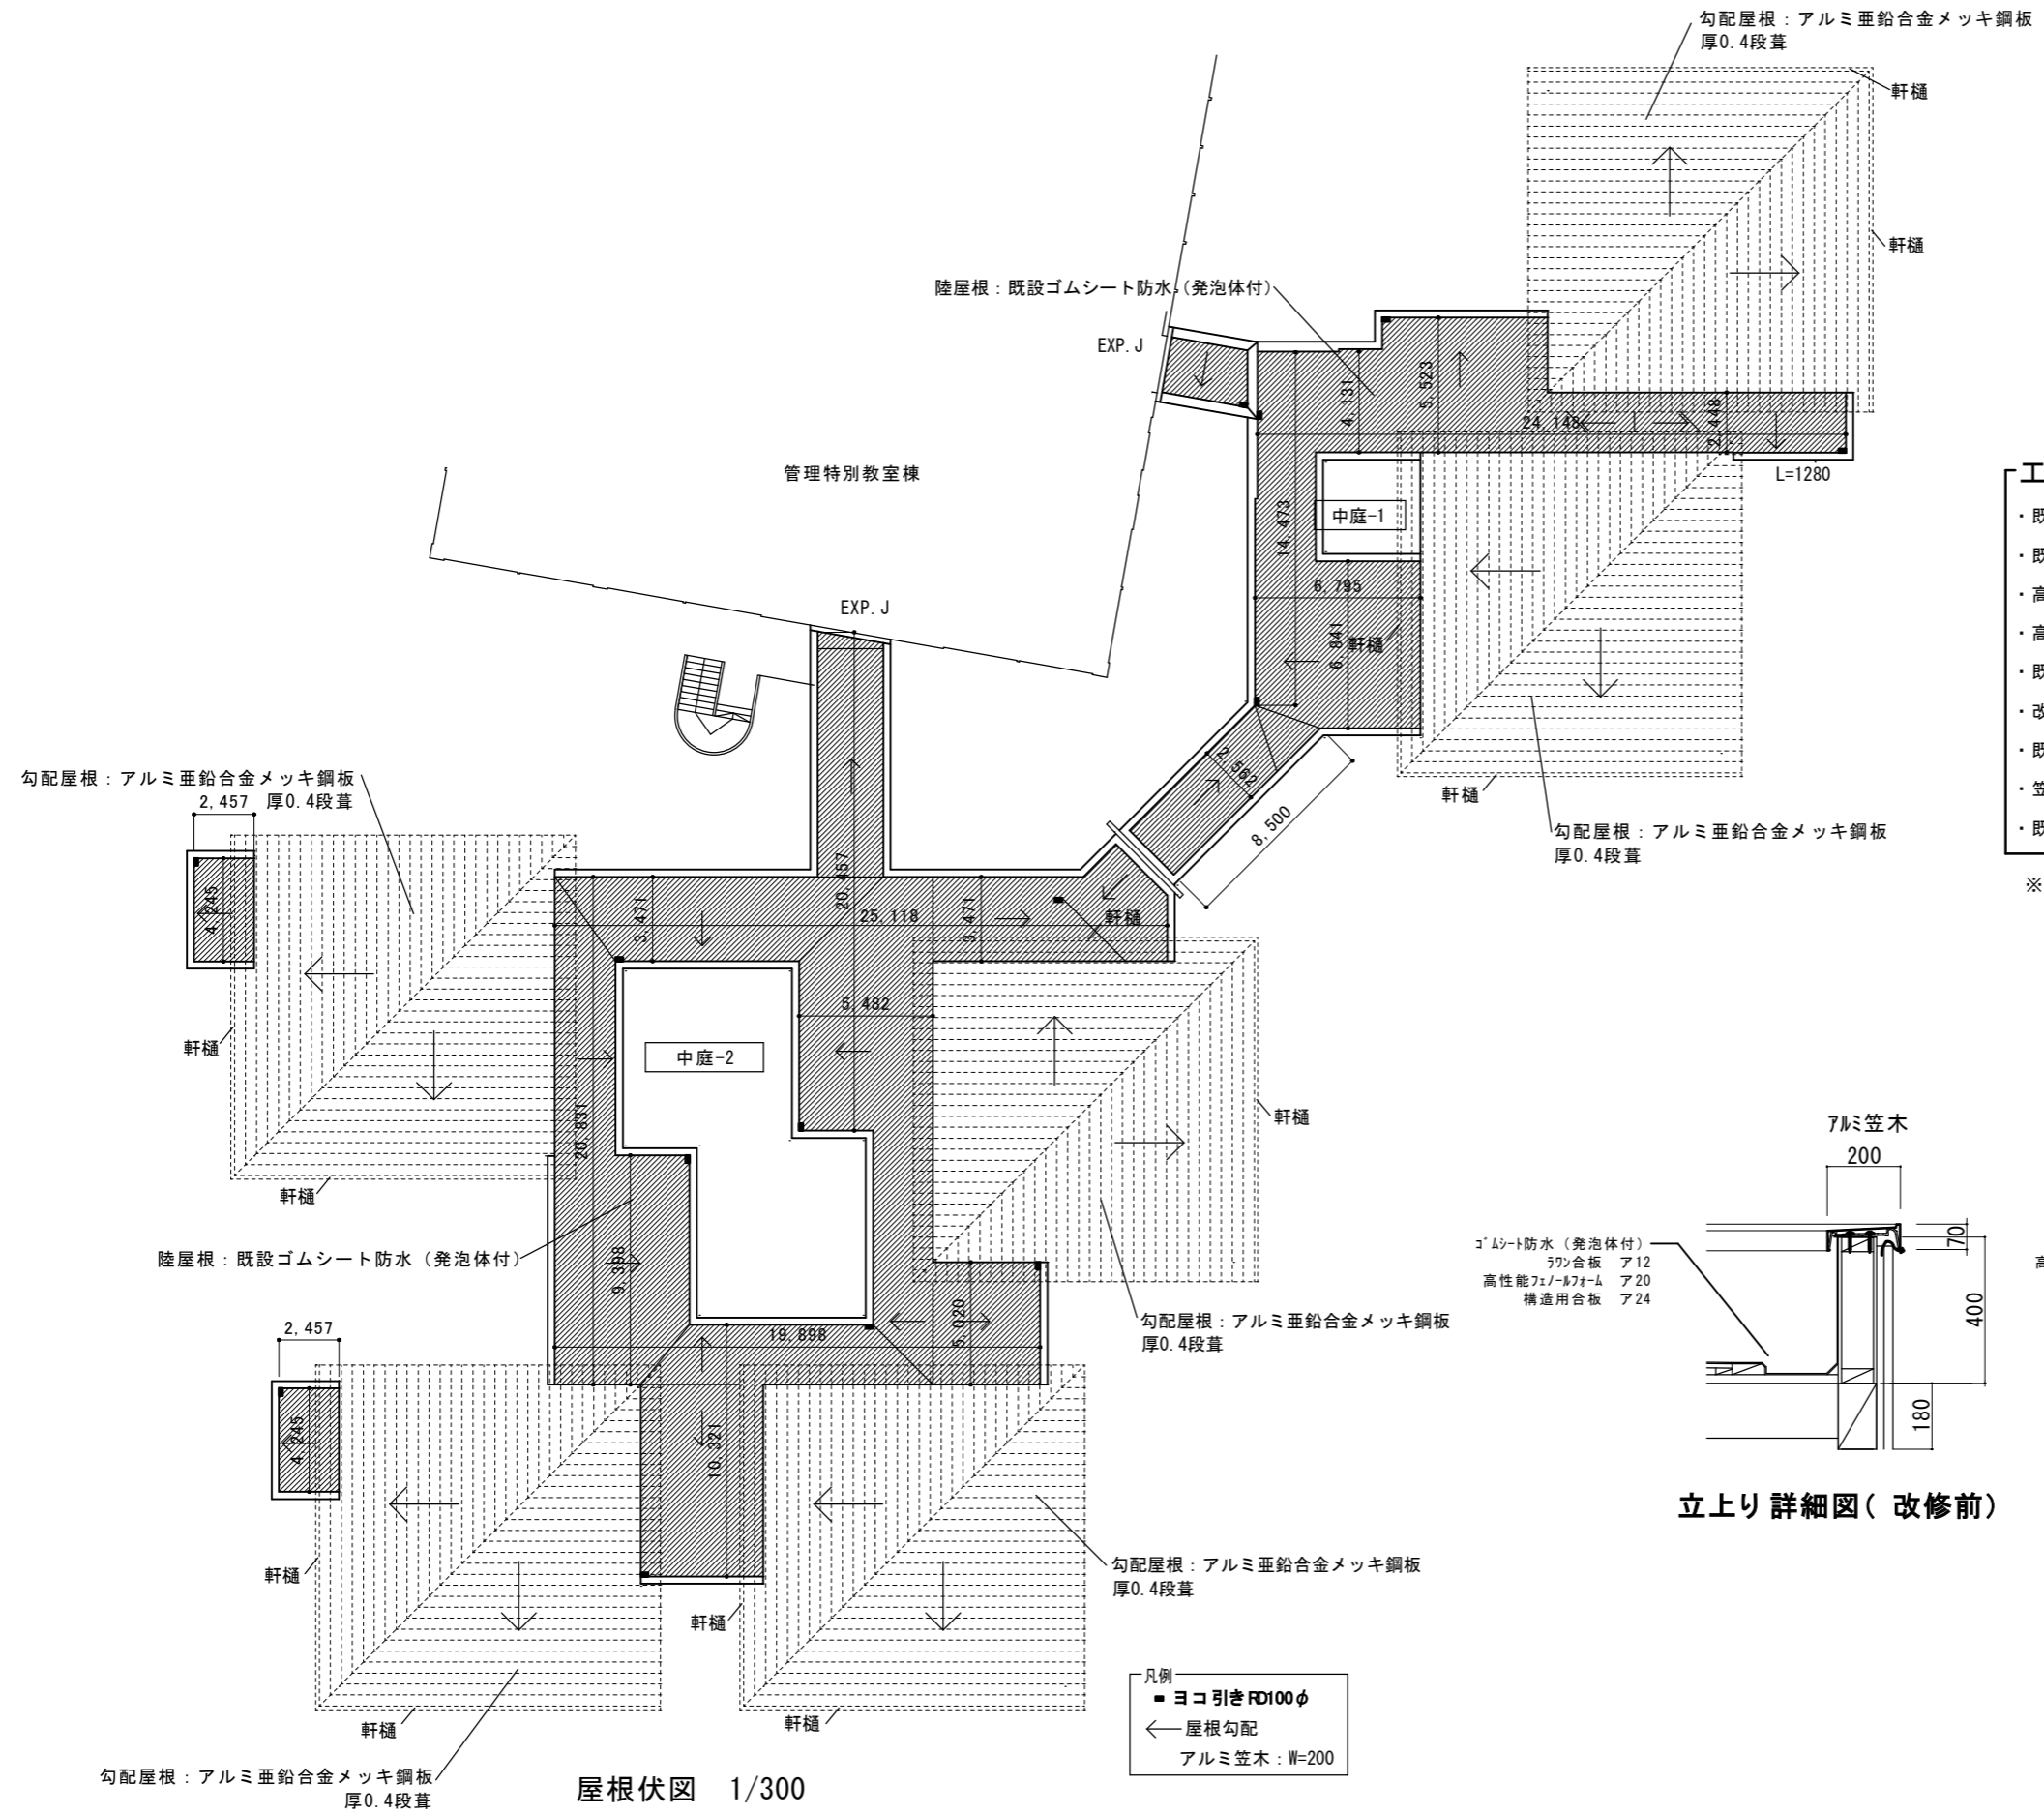 勾配屋根：アルミ亜鉛合金メッキ鋼板
厚0.4段葺
軒樋
軒樋
陸屋根：既設ゴムシート防水（発泡体付）
EXP.J
4,131
5,523
24,148
2,448
L=1280
管理特別教室棟
中庭-1
14,473
6,795
6,841
軒樋
EXP.J
2,562
8,500
軒樋
勾配屋根：アルミ亜鉛合金メッキ鋼板
厚0.4段葺
勾配屋根：アルミ亜鉛合金メッキ鋼板
厚0.4段葺
2,457
4,245
20,457
3,471
25,118
3,471
軒樋
5,482
中庭-2
軒樋
軒樋
軒樋
20,831
陸屋根：既設ゴムシート防水（発泡体付）
9,398
19,898
5,020
勾配屋根：アルミ亜鉛合金メッキ鋼板
厚0.4段葺
2,457
4,245
10,321
軒樋
軒樋
勾配屋根：アルミ亜鉛合金メッキ鋼板
厚0.4段葺
軒樋
軒樋
勾配屋根：アルミ亜鉛合金メッキ鋼板
厚0.4段葺
屋根伏図 1/300
凡例
ヨコ引きRD100φ
屋根勾配
アルミ笠木：W=200
アルミ笠木
200
70
400
180
ゴムシート防水（発泡体付）
ラワン合板 ア12
高性能フェノールフォーム ア20
構造用合板 ア24
立上り詳細図(改修前)
工
・既
・既
・高
・高
・既
・改
・既
・笠
・既
※
高